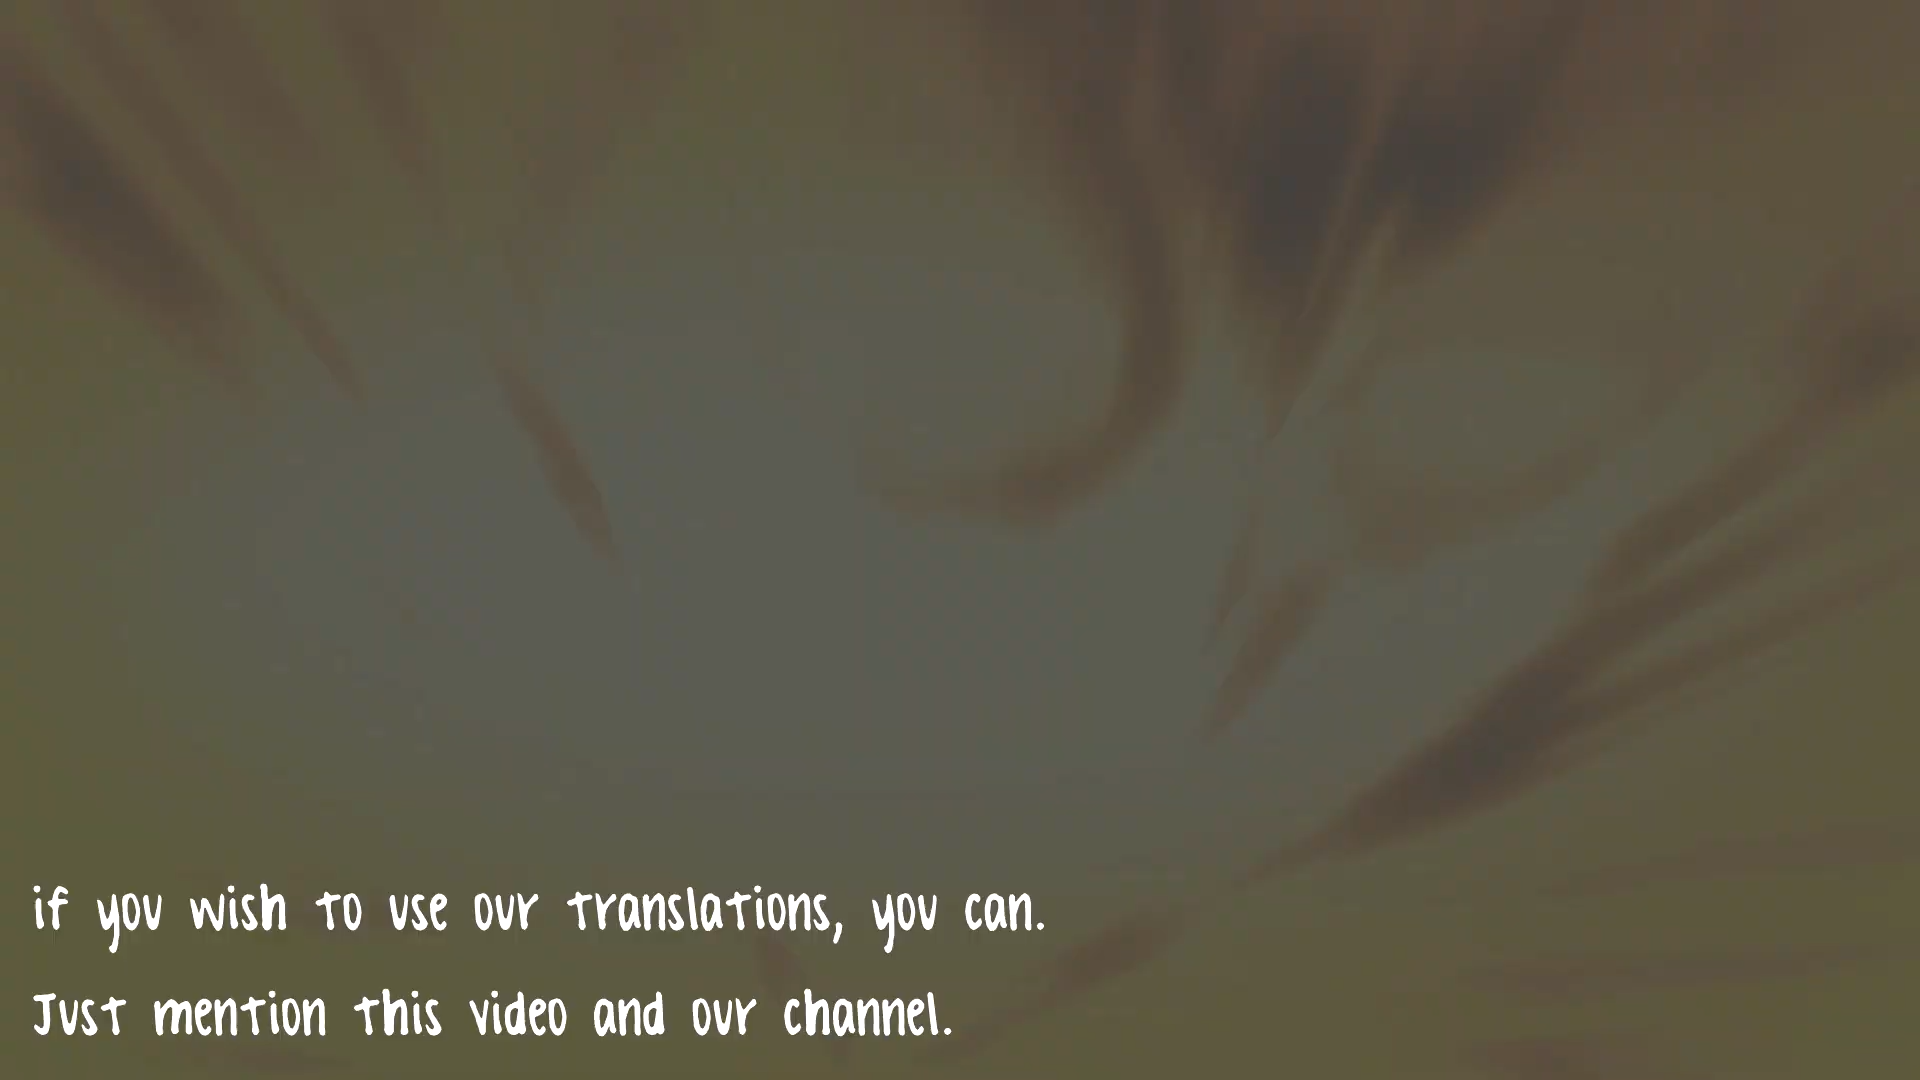 if you wish to use our translations, you can.
Just mention this video and our channel.